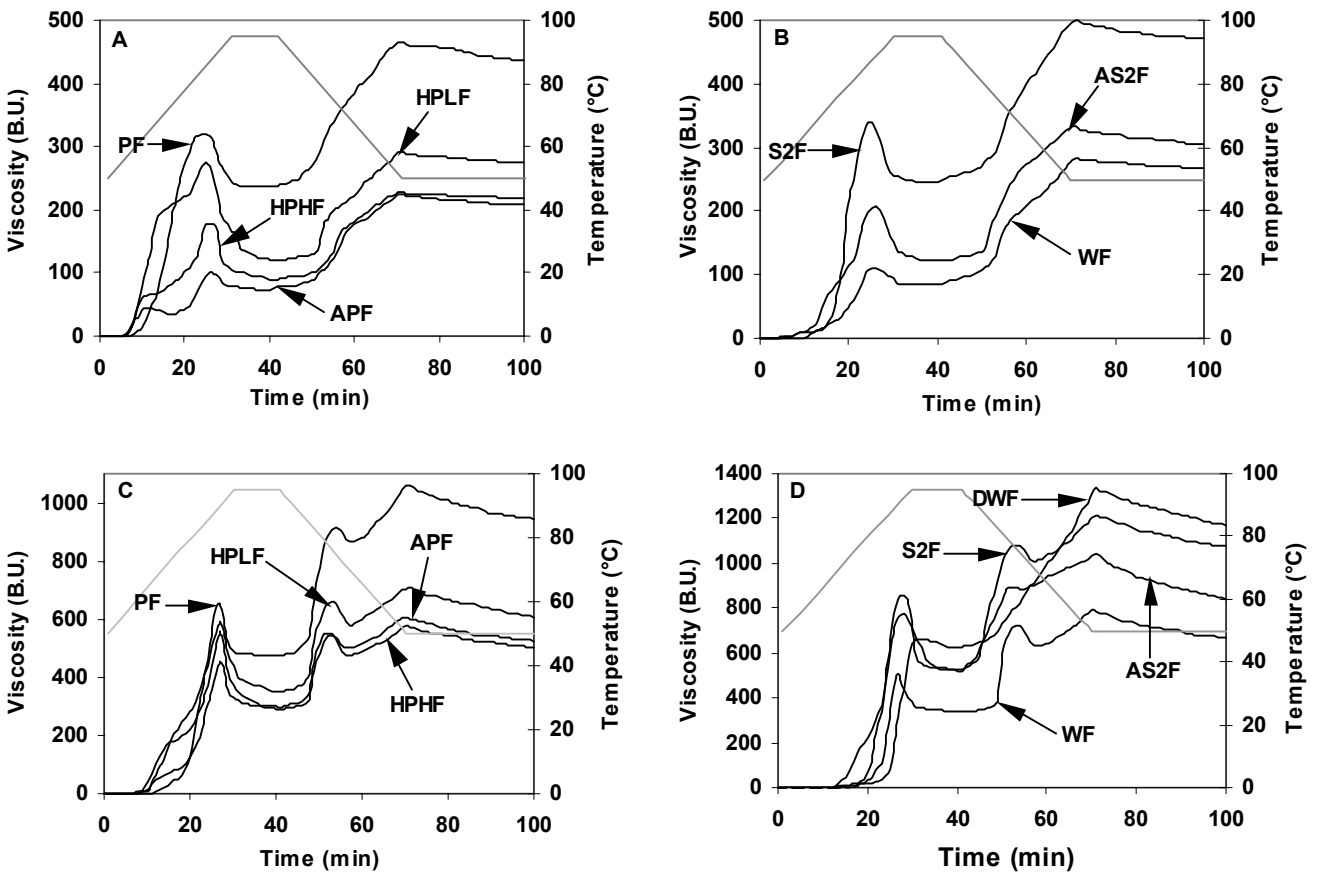 A
Viscosity (B.U.)
500
400
300
200
100
0
PF
HPLF
HPHF
APF
100
80
60
40
20
0
Temperature (°C)
0 20 40 60 80 100
Time (min)
B
Viscosity (B.U.)
500
400
300
200
100
0
S2F
AS2F
WF
100
80
60
40
20
0
Temperature (°C)
0 20 40 60 80 100
Time (min)
C
Viscosity (B.U.)
1000
800
600
400
200
0
PF
HPLF
APF
HPHF
100
80
60
40
20
0
Temperature (°C)
0 20 40 60 80 100
Time (min)
D
Viscosity (B.U.)
1400
1200
1000
800
600
400
200
0
DWF
S2F
AS2F
WF
100
80
60
40
20
0
Temperature (°C)
0 20 40 60 80 100
Time (min)